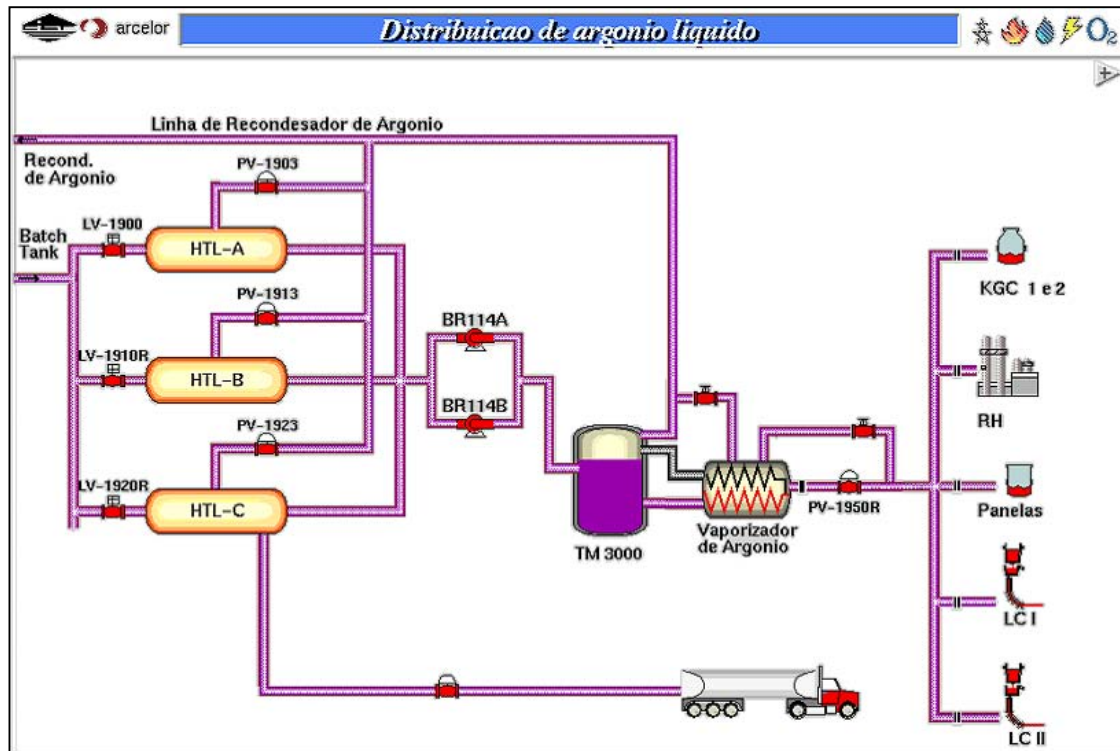 arcelor
Distribuicao de argonio liquido
O2
Linha de Recondesador de Argonio
Recond.
de Argonio
PV-1903
LV-1900
Batch
Tank
HTL-A
PV-1913
KGC 1 e 2
BR114A
LV-1910R
HTL-B
BR114B
PV-1923
RH
LV-1920R
HTL-C
PV-1950R
Panelas
Vaporizador
de Argonio
TM 3000
LC I
LC II